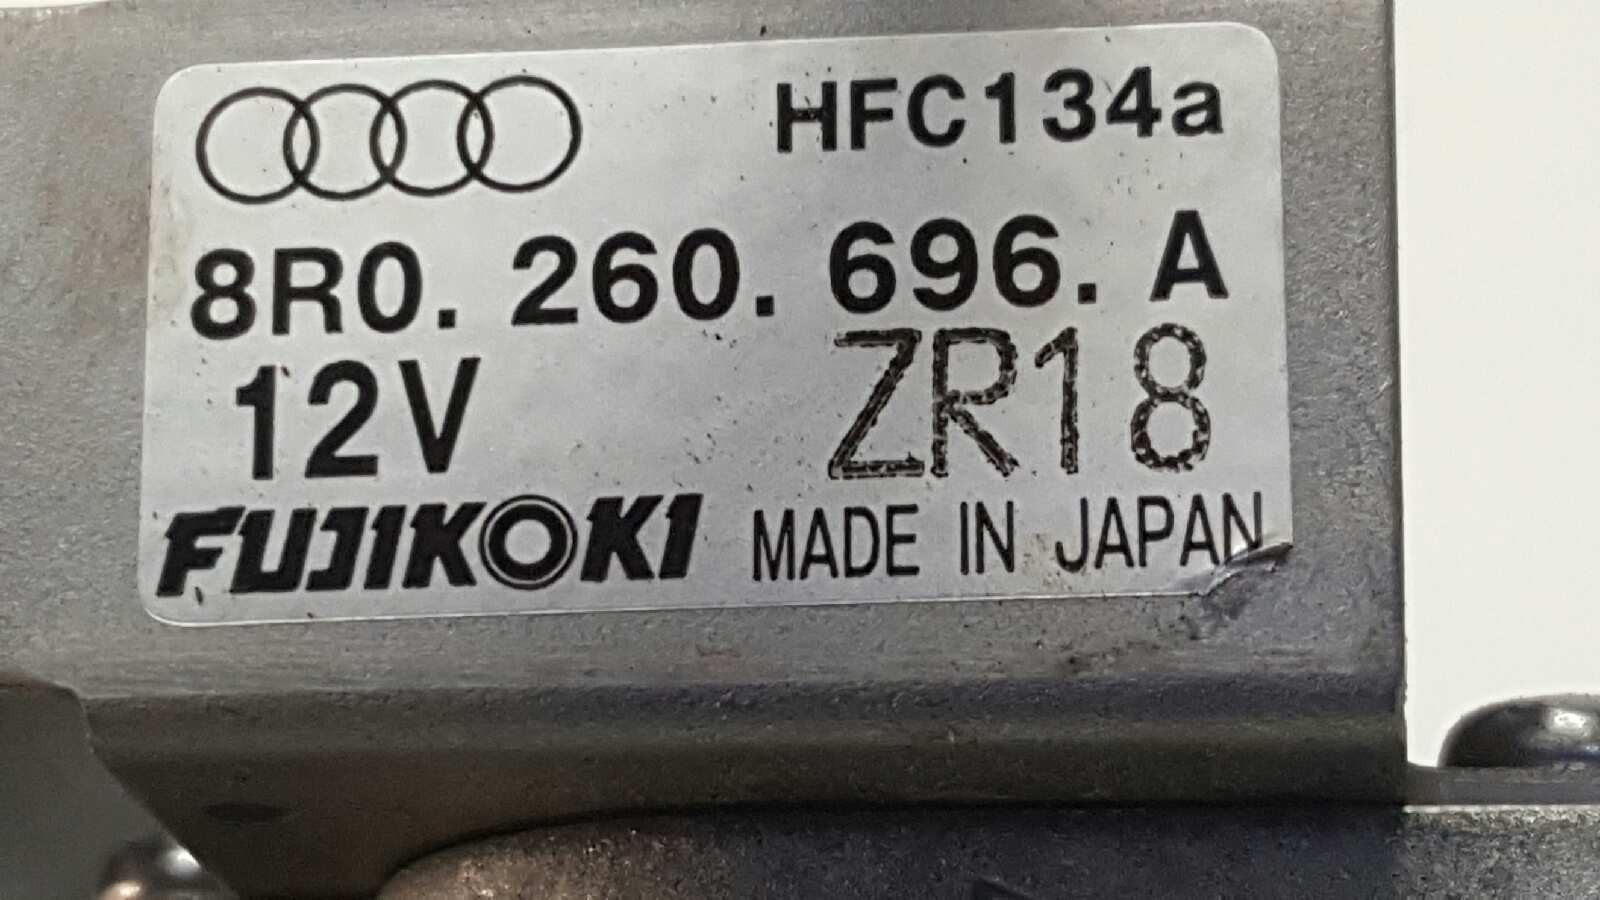 HFC134a
8R0. 260. 696. A
12V ZR18
FUJIKOKI MADE IN JAPAN